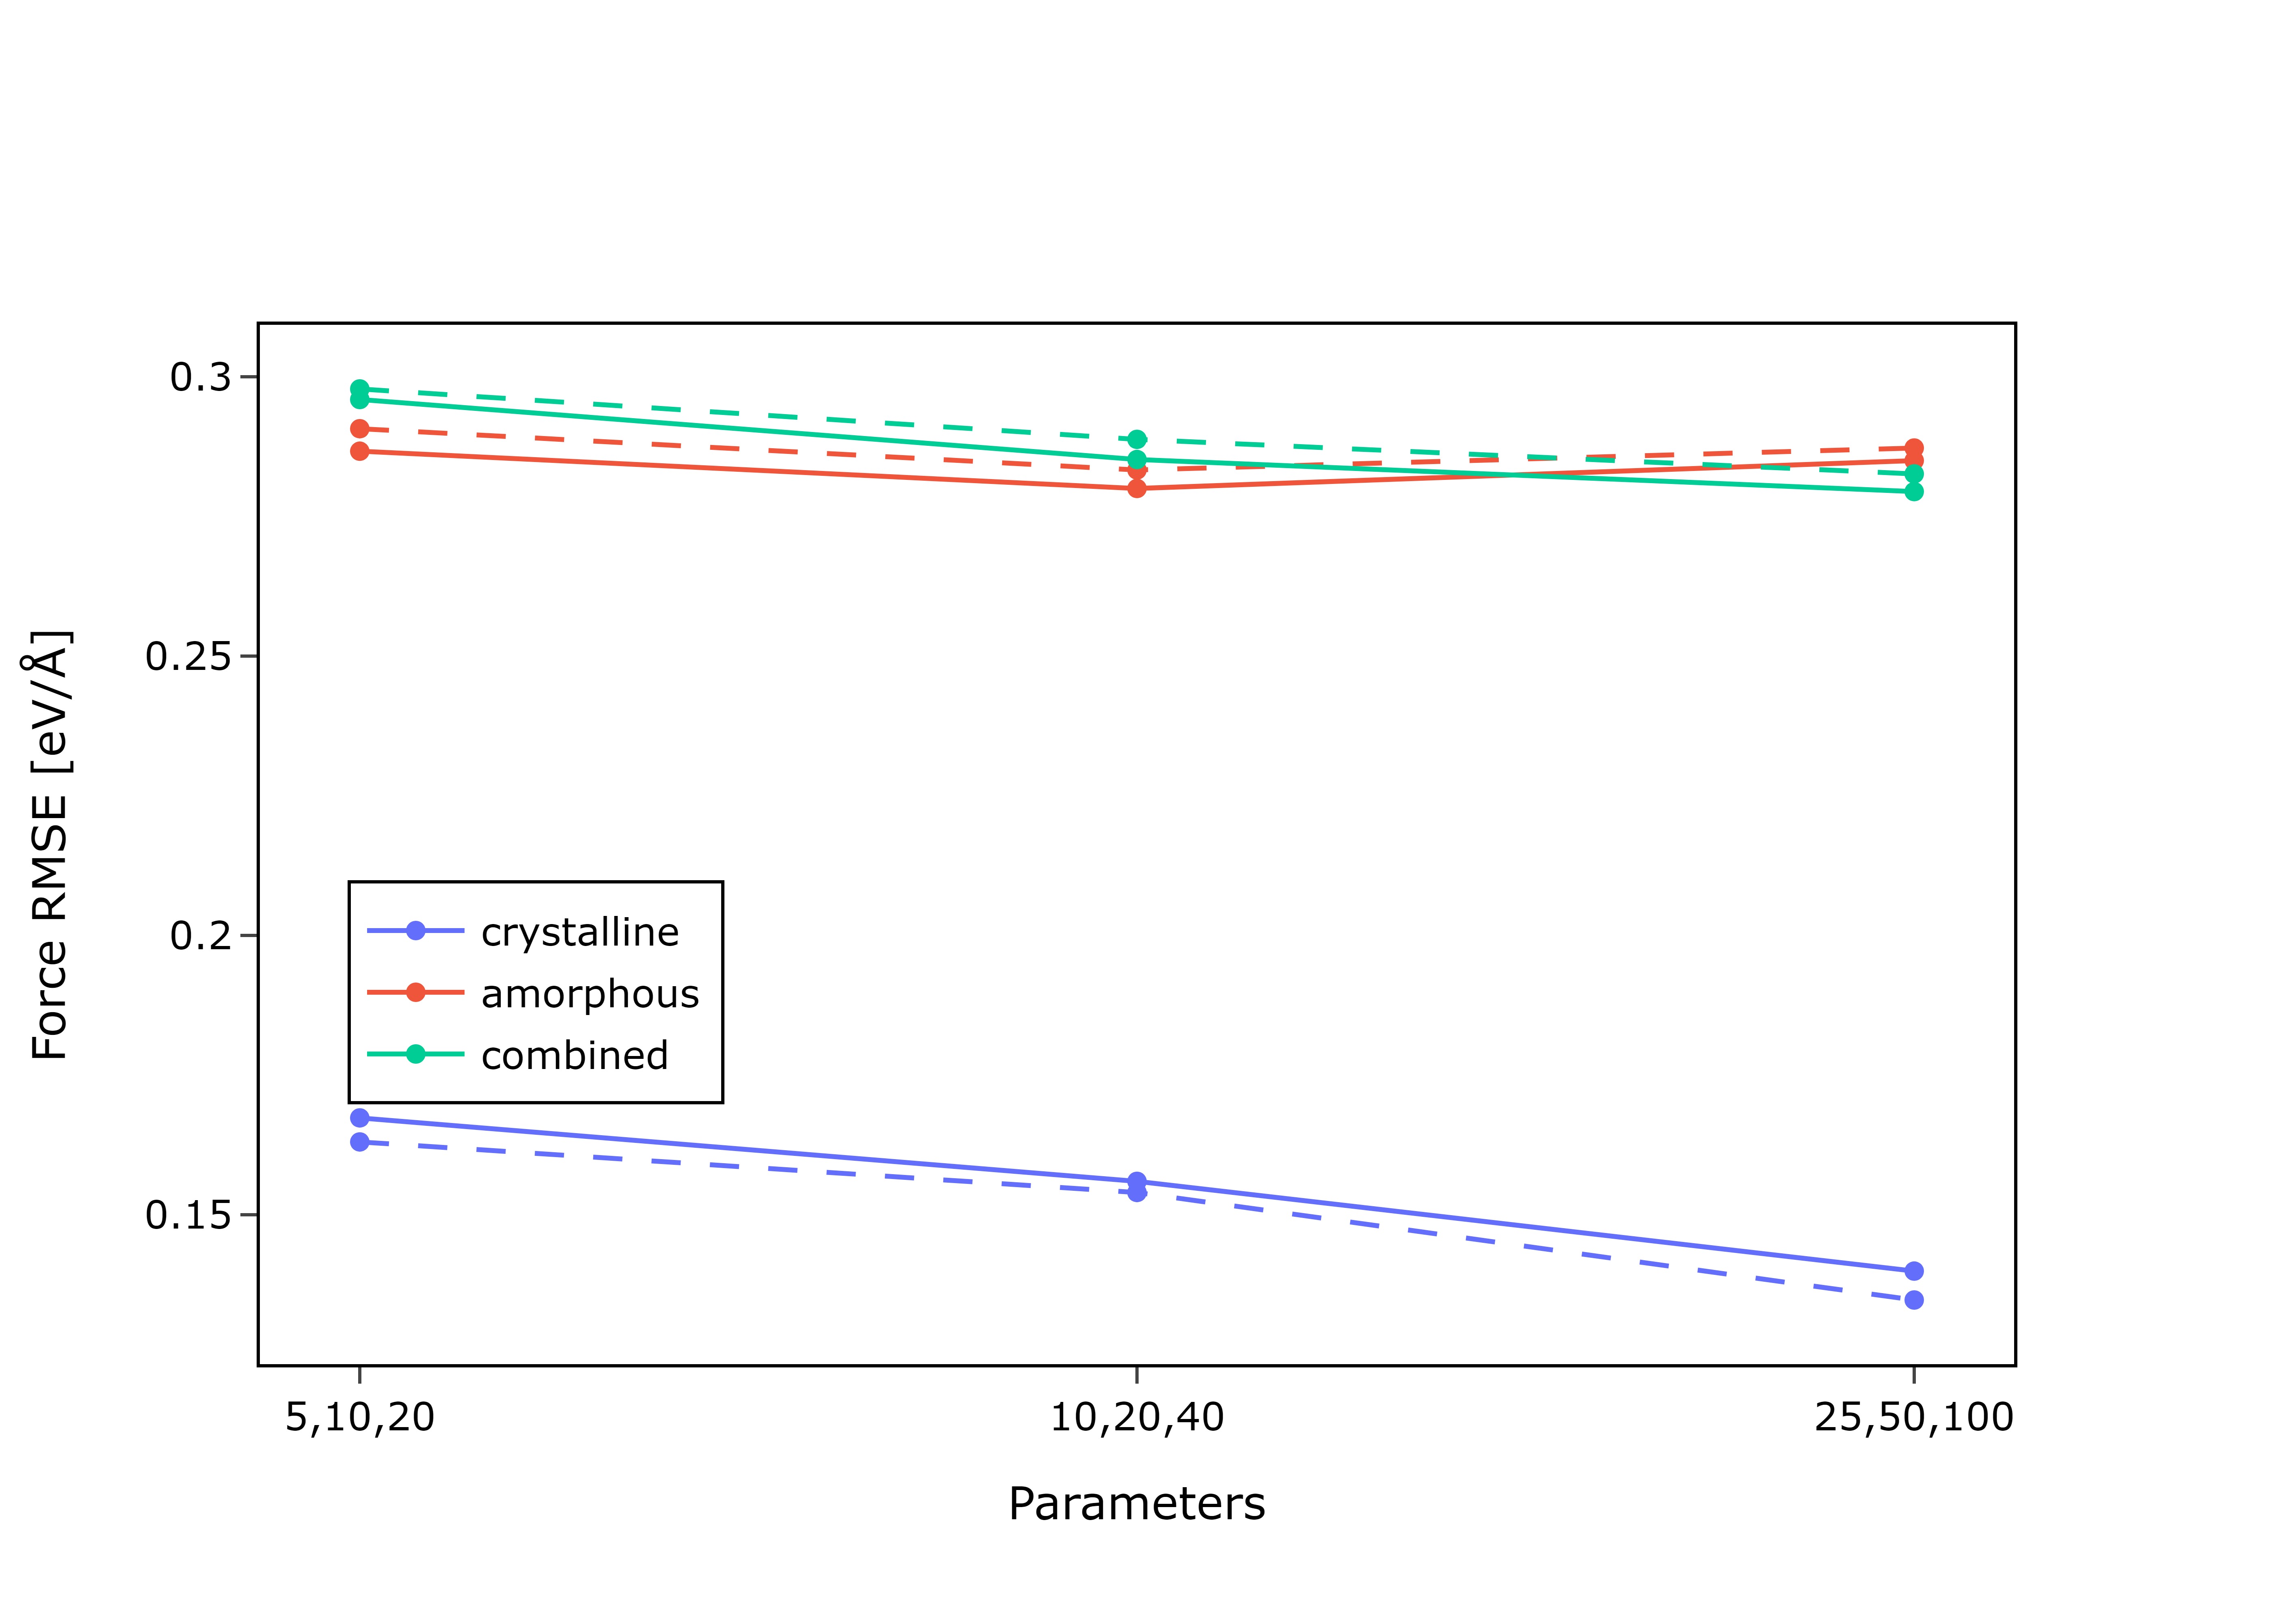 Force RMSE [eV/Å]
0.3
0.25
0.2
0.15
crystalline
amorphous
combined
5,10,20
10,20,40
25,50,100
Parameters